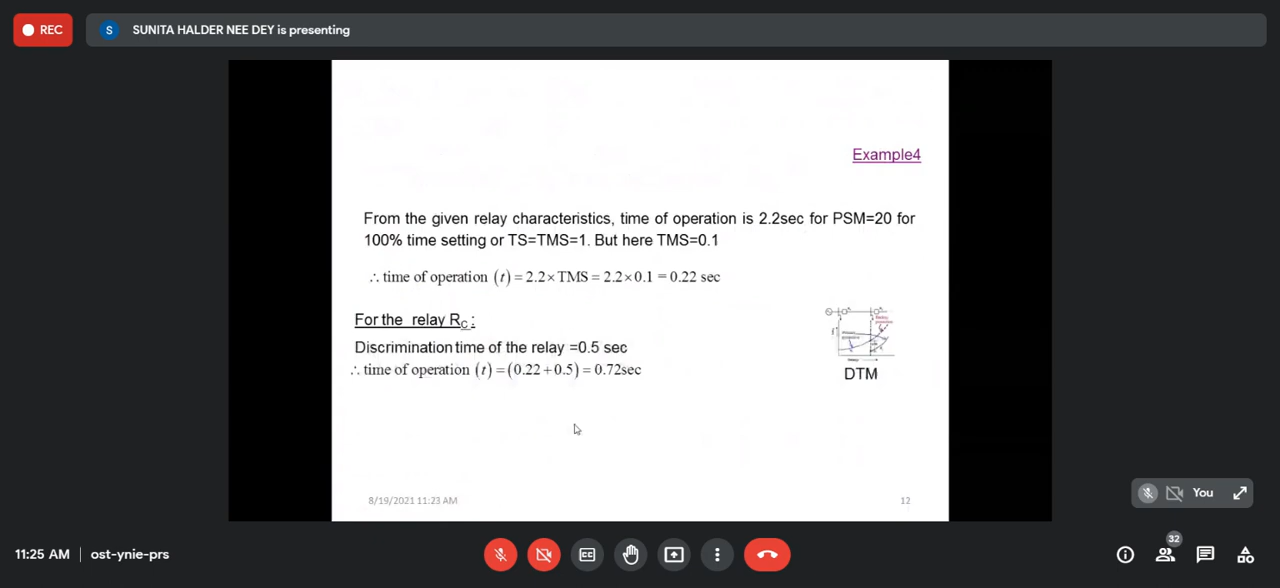 REC
S SUNITA HALDER NEE DEY is presenting
Example4
From the given relay characteristics, time of operation is 2.2sec for PSM=20 for
100% time setting or TS=TMS=1. But here TMS=0.1
∴ time of operation (t) = 2.2×TMS = 2.2×0.1 = 0.22 sec
For the relay R_C:
Discrimination time of the relay =0.5 sec
∴ time of operation (t) = (0.22+0.5) = 0.72sec
DTM
8/19/2021 11:23 AM
12
You
11:25 AM | ost-ynie-prs
CC
32